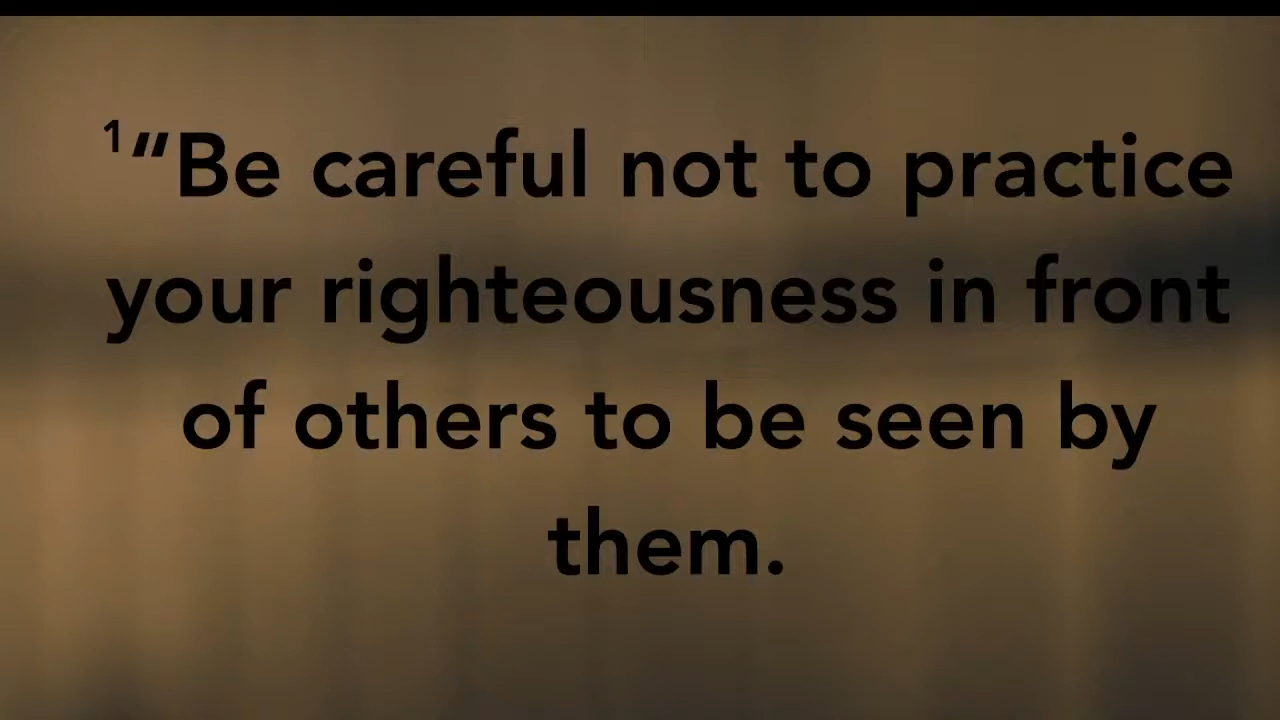 ¹"Be careful not to practice
your righteousness in front
of others to be seen by
them.